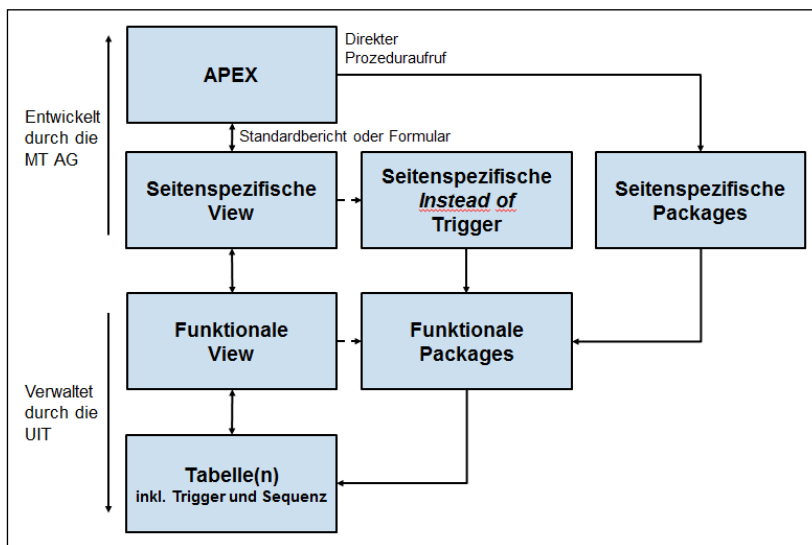 APEX
Direkter
Prozeduraufruf
Entwickelt
durch die
MT AG
Standardbericht oder Formular
Seitenspezifische
View
Seitenspezifische
Instead of
Trigger
Seitenspezifische
Packages
Funktionale
View
Funktionale
Packages
Verwaltet
durch die
UIT
Tabelle(n)
inkl. Trigger und Sequenz